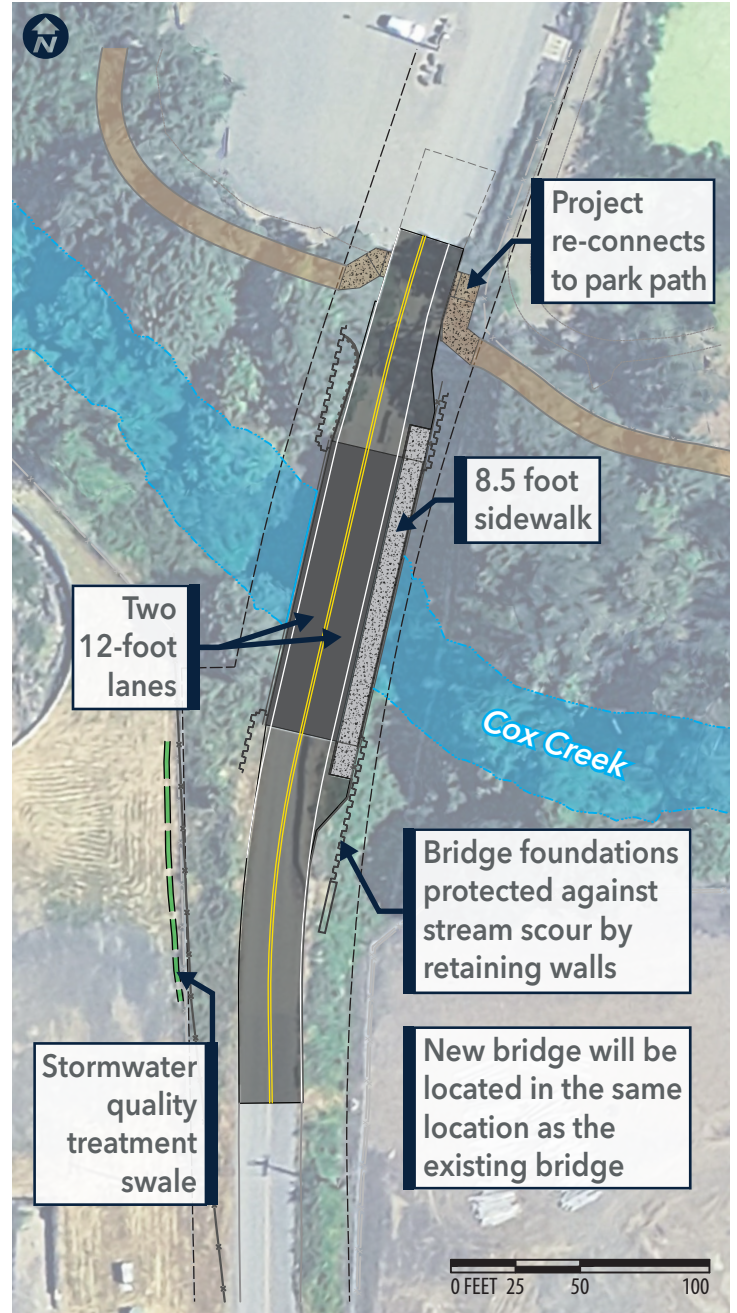 N
Project
re-connects
to park path
8.5 foot
sidewalk
Two
12-foot
lanes
Cox Creek
Bridge foundations
protected against
stream scour by
retaining walls
Stormwater
quality
treatment
swale
New bridge will be
located in the same
location as the
existing bridge
0 FEET 25 50 100